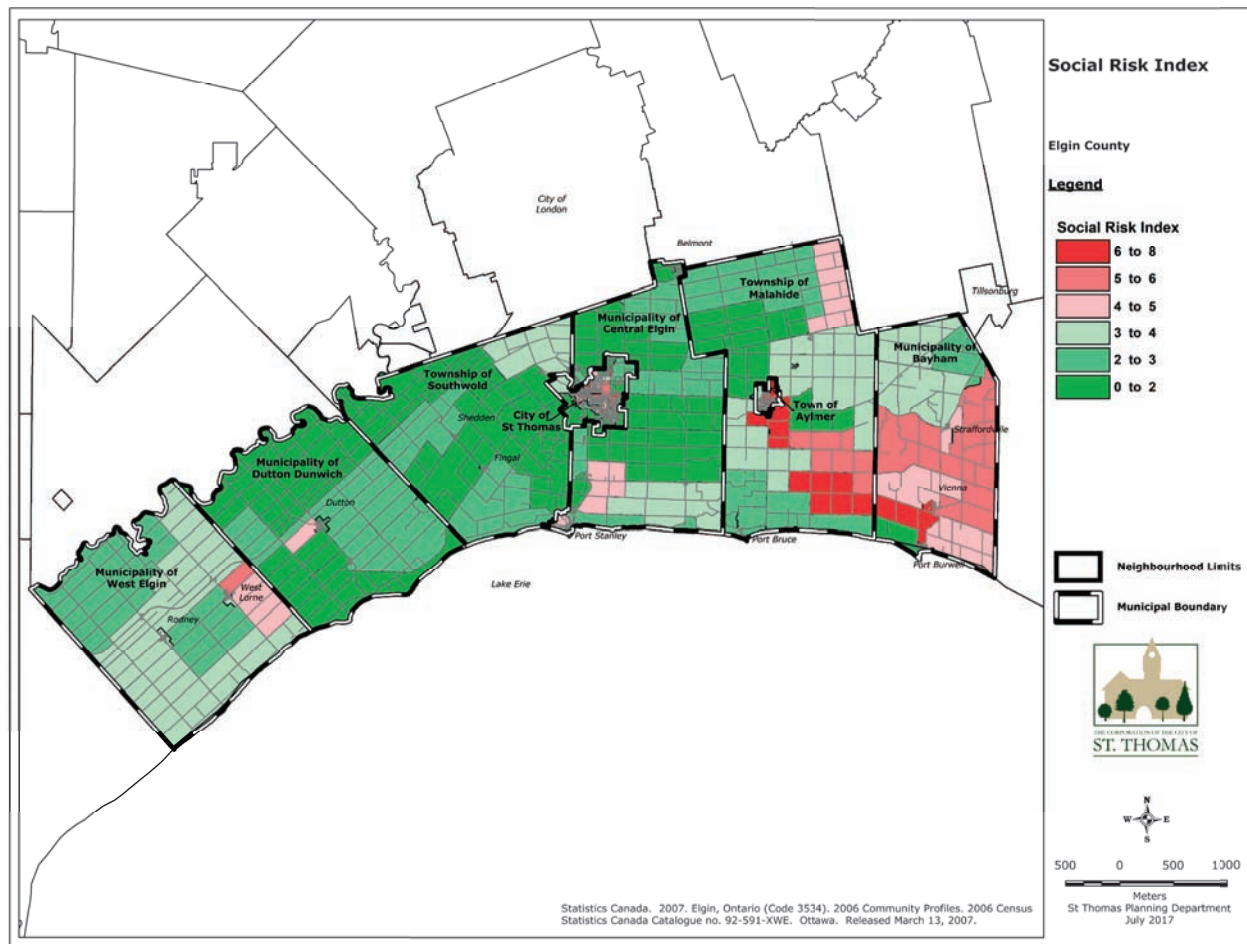 Social Risk Index
Elgin County
Legend
Social Risk Index
6 to 8
5 to 6
4 to 5
3 to 4
2 to 3
0 to 2
City of
London
Belmont
Tillsonburg
Township of
Malahide
Municipality of
Central Elgin
Municipality of
Bayham
Township of
Southwold
Shedden
City of
St Thomas
Town of
Aylmer
Straffordville
Fingal
Municipality of
Dutton Dunwich
Dutton
Vienna
Port Stanley
Port Bruce
Port Burwell
Municipality of
West Elgin
West
Lorne
Rodney
Lake Erie
Neighbourhood Limits
Municipal Boundary
THE CORPORATION OF THE CITY OF
ST. THOMAS
N
W E
S
500 0 500 1000
Meters
St Thomas Planning Department
July 2017
Statistics Canada. 2007. Elgin, Ontario (Code 3534). 2006 Community Profiles. 2006 Census
Statistics Canada Catalogue no. 92-591-XWE. Ottawa. Released March 13, 2007.